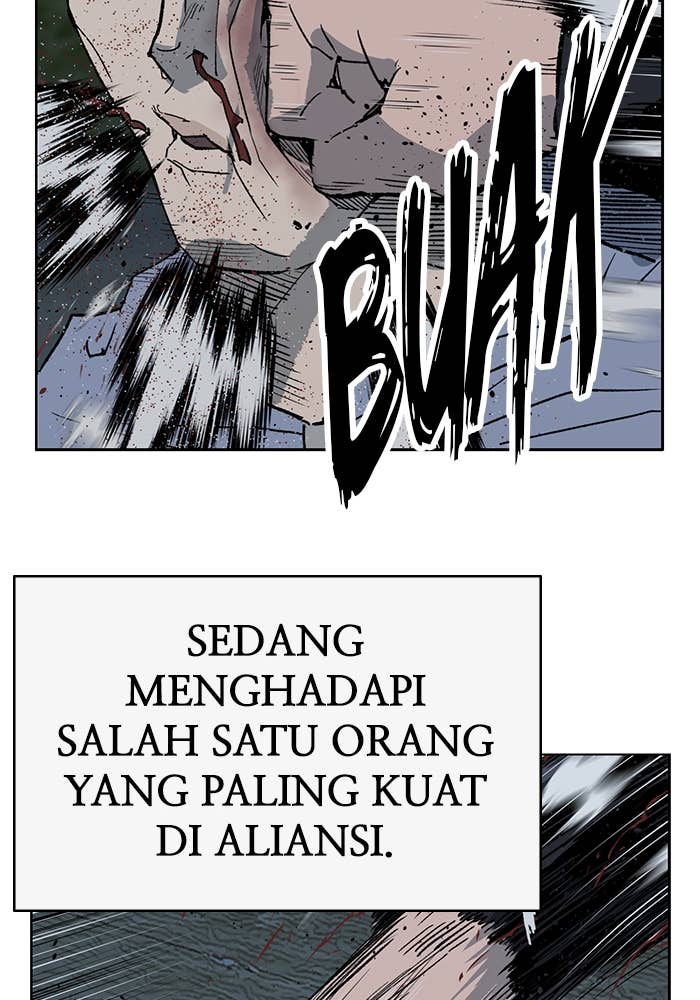 BUAK
SEDANG
MENGHADAPI
SALAH SATU ORANG
YANG PALING KUAT
DI ALIANSI.